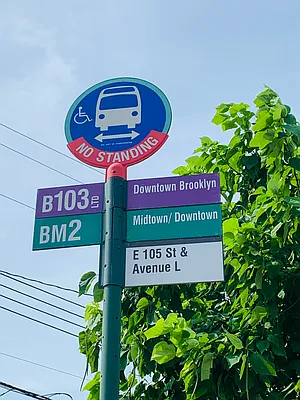 NO STANDING
B103 LTD
Downtown Brooklyn
BM2
Midtown/ Downtown
E 105 St &
Avenue L